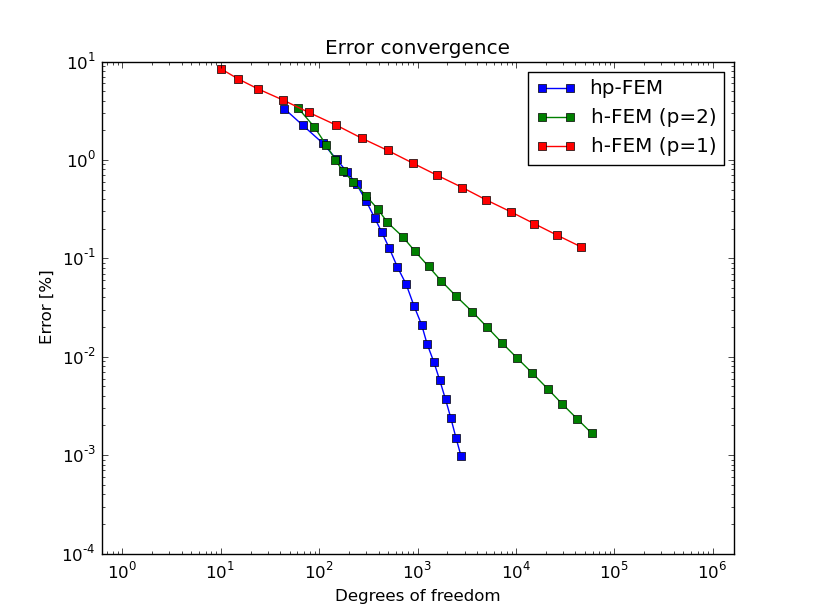 Error convergence
hp-FEM
h-FEM (p=2)
h-FEM (p=1)
Error [%]
10^1
10^0
10^-1
10^-2
10^-3
10^-4
10^0 10^1 10^2 10^3 10^4 10^5 10^6
Degrees of freedom